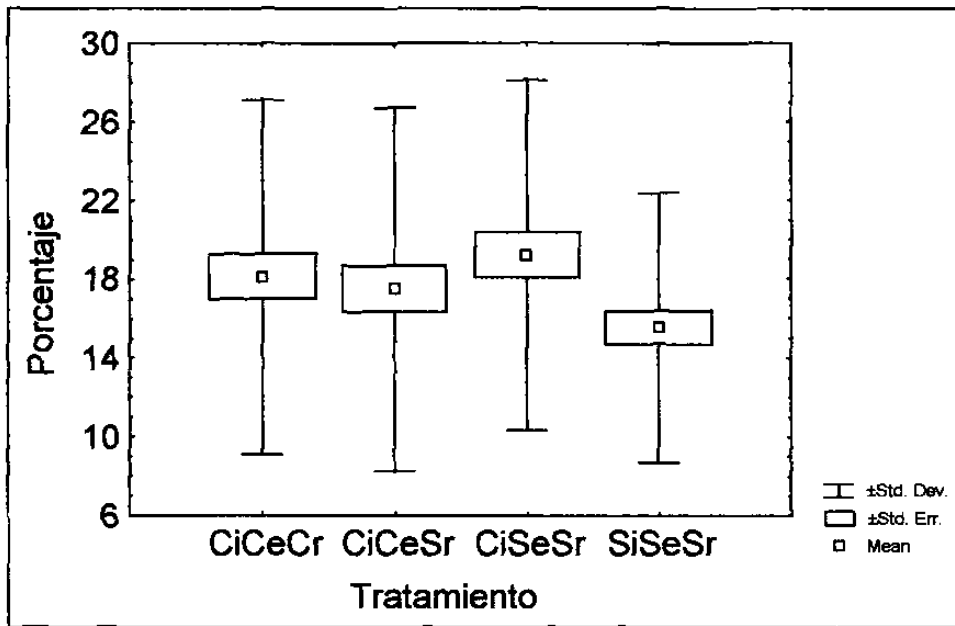 30
26
22
18
14
10
6
Porcentaje
CiCeCr CiCeSr CiSeSr SiSeSr
Tratamiento
±Std. Dev.
±Std. Err.
Mean